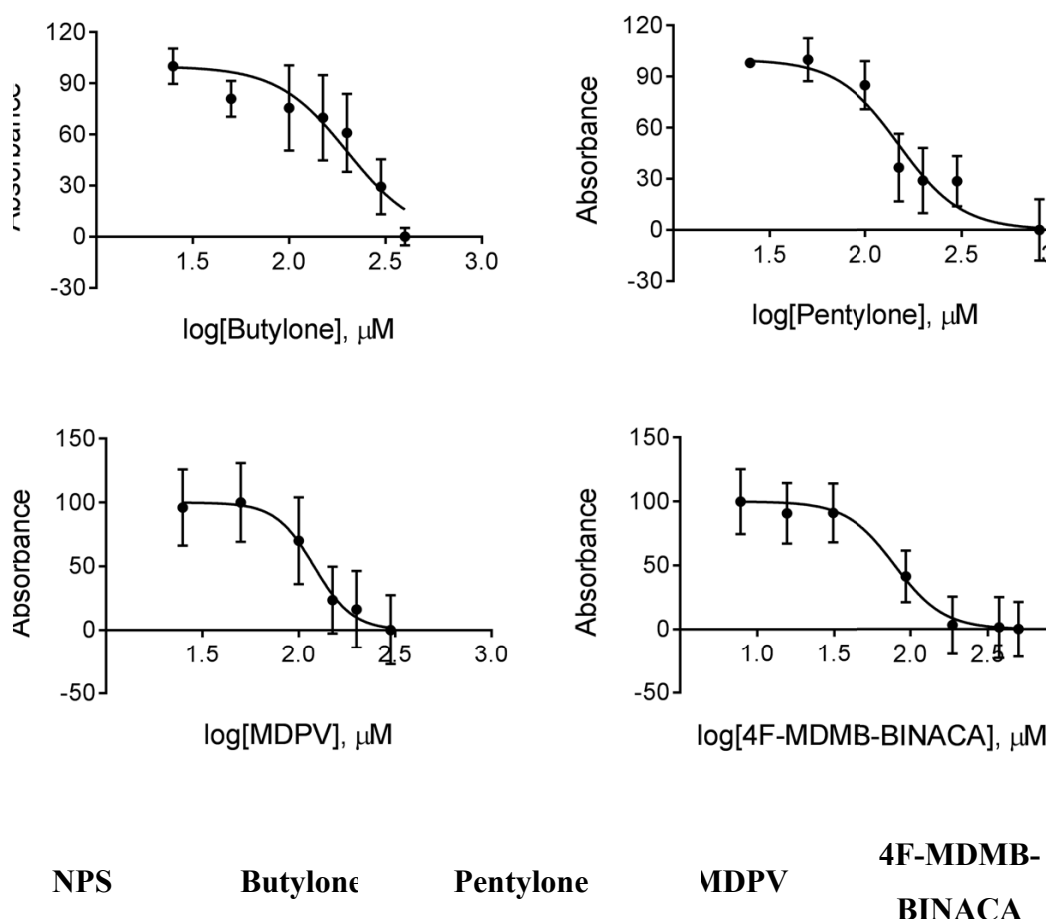 120
90
60
30
0
-30
Absorbance
1.5 2.0 2.5 3.0
log[Butylone], μM
120
90
60
30
0
-30
Absorbance
1.5 2.0 2.5
log[Pentylone], μM
150
100
50
0
-50
Absorbance
1.5 2.0 2.5 3.0
log[MDPV], μM
150
100
50
0
-50
Absorbance
1.0 1.5 2.0 2.5
log[4F-MDMB-BINACA], μM
NPS Butylone Pentylone MDPV 4F-MDMB-
BINACA